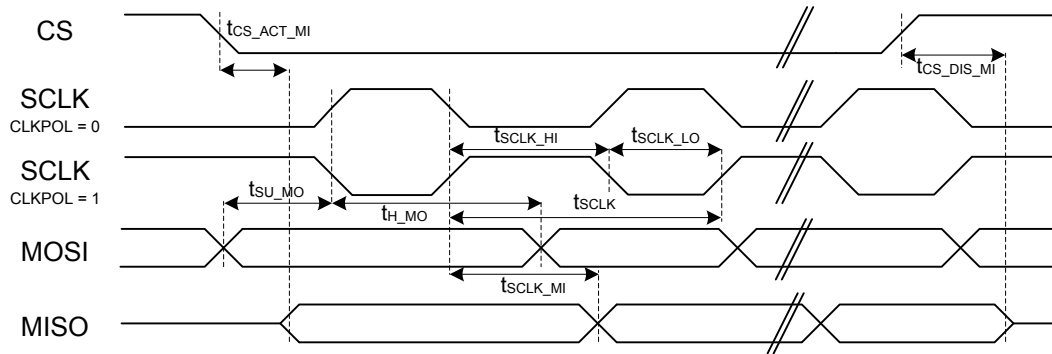 CS
tCS_ACT_MI
tCS_DIS_MI
SCLK
CLKPOL = 0
tSCLK_HI
tSCLK_LO
SCLK
CLKPOL = 1
tSU_MO
tH_MO
tSCLK
MOSI
tSCLK_MI
MISO